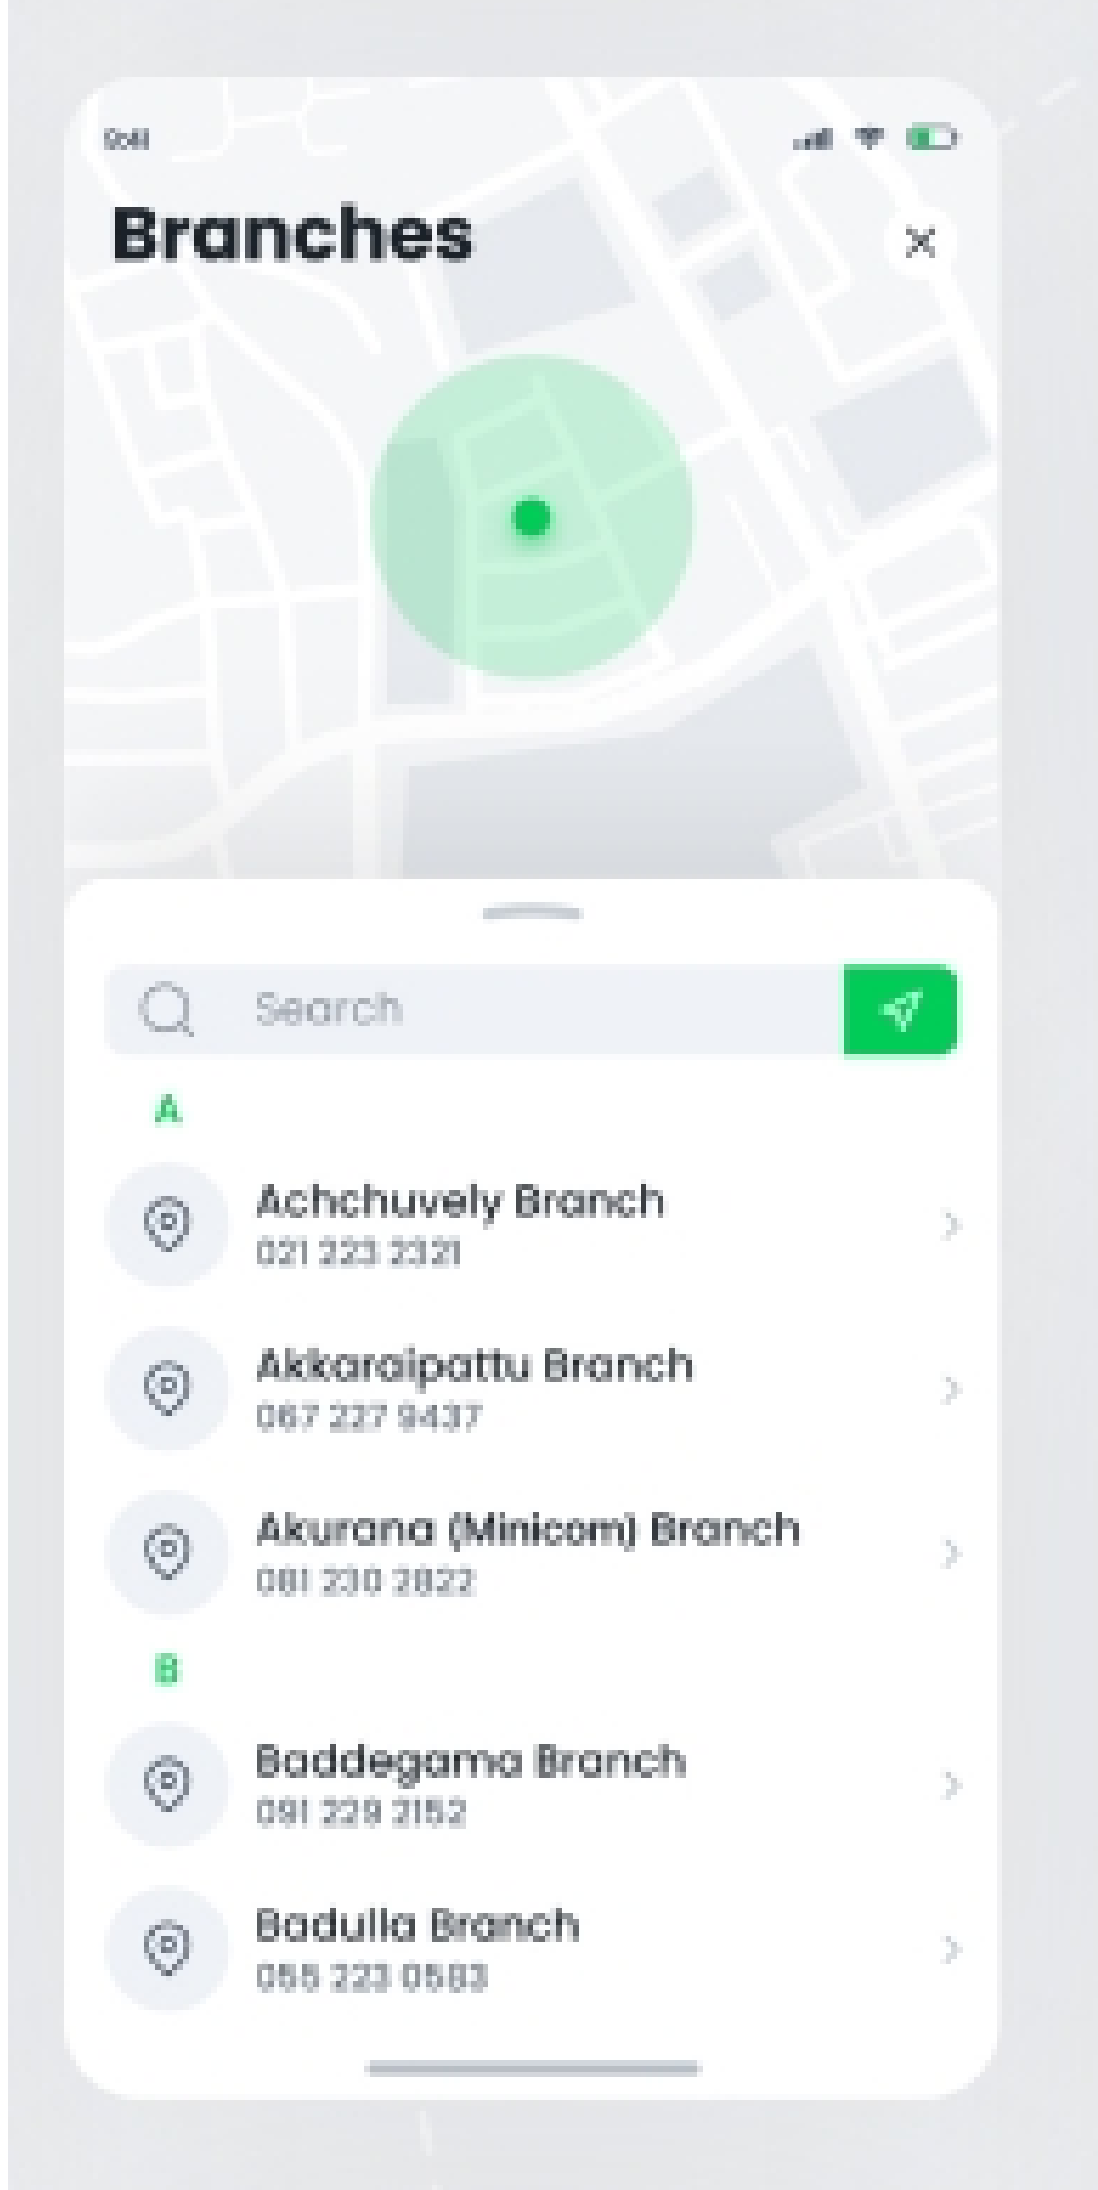 9:41
Branches
Search
A
Achchuvely Branch
021 223 2321
Akkaraipattu Branch
067 227 9437
Akurana (Minicom) Branch
081 230 2822
B
Baddegama Branch
091 229 2152
Badulla Branch
055 223 0583